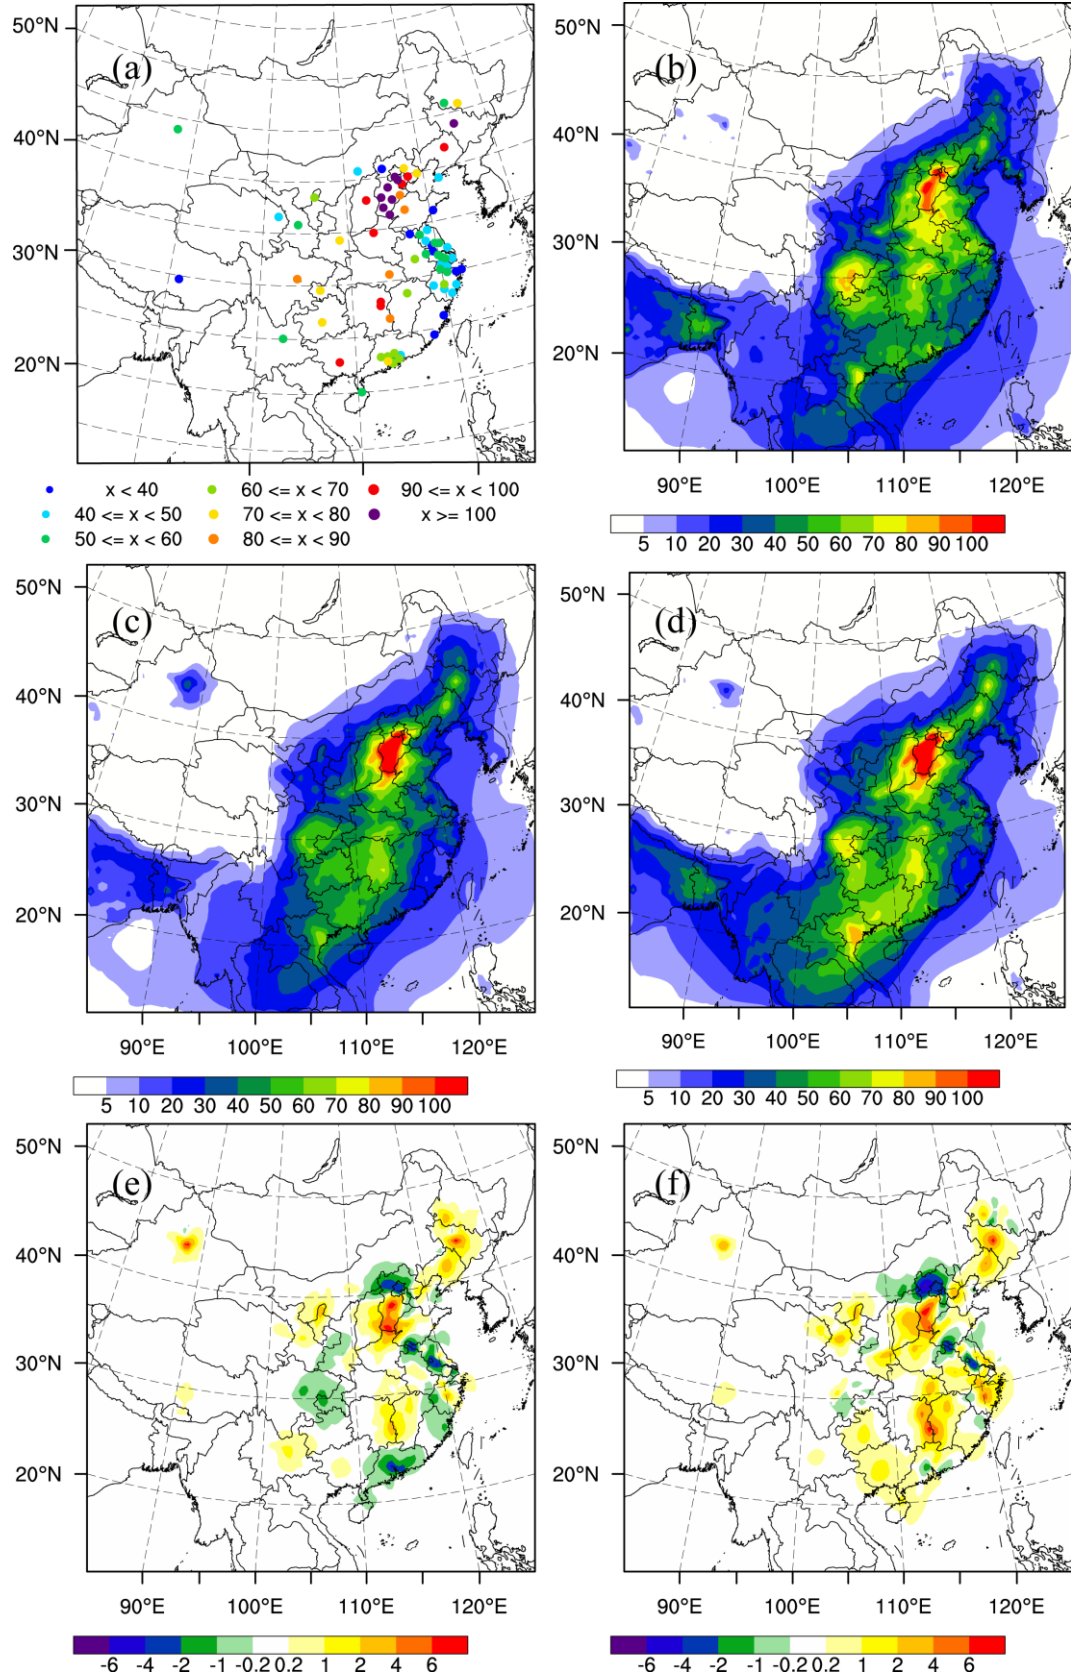 50°N
40°N
30°N
20°N
(a)
110°E
120°E
x < 40
60 <= x < 70
90 <= x < 100
40 <= x < 50
70 <= x < 80
x >= 100
50 <= x < 60
80 <= x < 90
50°N
40°N
30°N
20°N
(b)
90°E 100°E 110°E 120°E
5 10 20 30 40 50 60 70 80 90 100
50°N
40°N
30°N
20°N
(c)
90°E 100°E 110°E 120°E
5 10 20 30 40 50 60 70 80 90 100
50°N
40°N
30°N
20°N
(d)
90°E 100°E 110°E 120°E
5 10 20 30 40 50 60 70 80 90 100
50°N
40°N
30°N
20°N
(e)
90°E 100°E 110°E 120°E
-6 -4 -2 -1 -0.2 0.2 1 2 4 6
50°N
40°N
30°N
20°N
(f)
90°E 100°E 110°E 120°E
-6 -4 -2 -1 -0.2 0.2 1 2 4 6